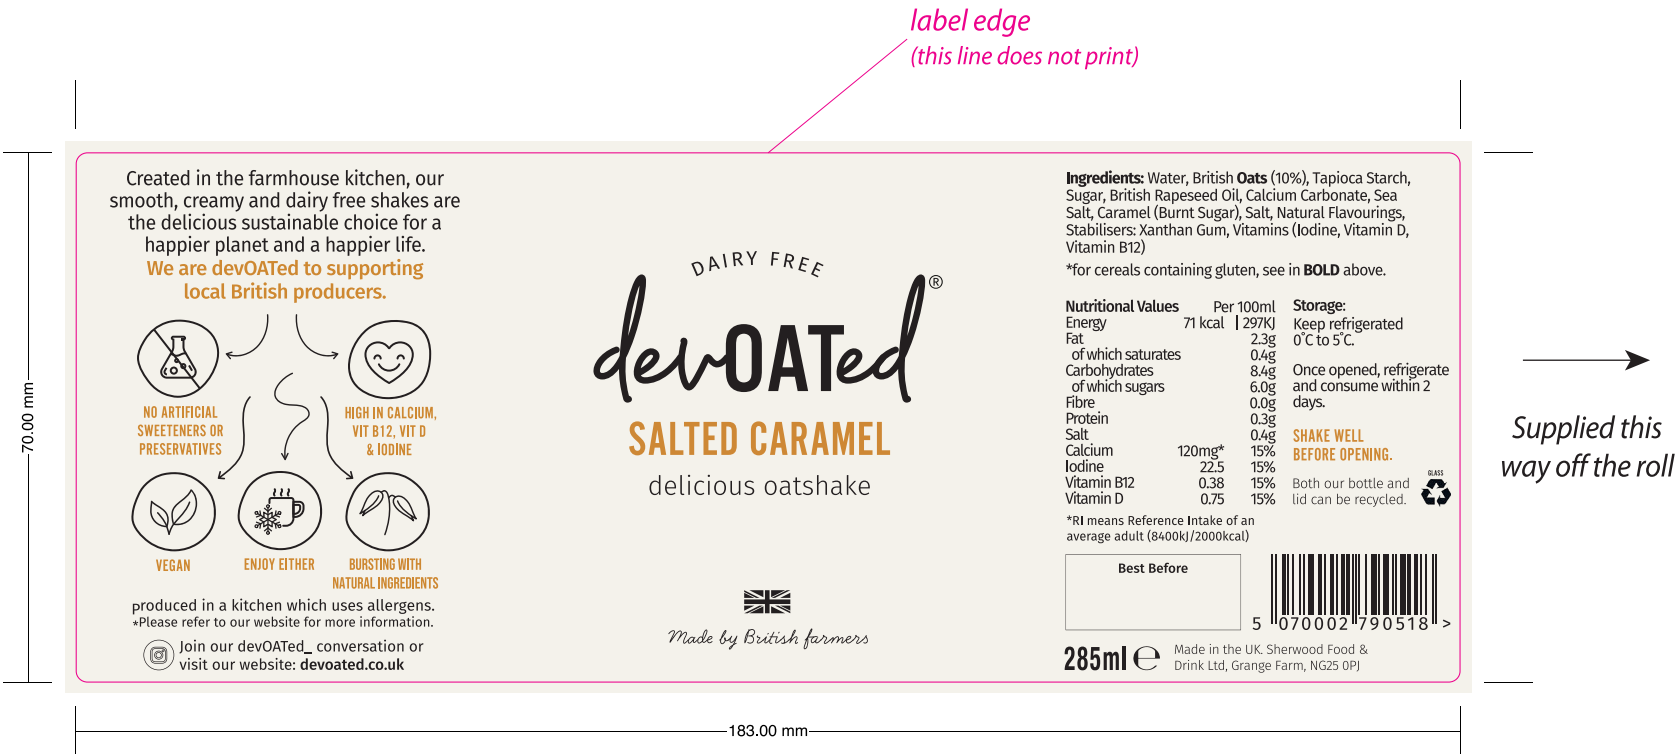 label edge
(this line does not print)
Created in the farmhouse kitchen, our
smooth, creamy and dairy free shakes are
the delicious sustainable choice for a
happier planet and a happier life.
We are devOATed to supporting
local British producers.
NO ARTIFICIAL
SWEETENERS OR
PRESERVATIVES
HIGH IN CALCIUM,
VIT B12, VIT D
& IODINE
VEGAN
ENJOY EITHER
BURSTING WITH
NATURAL INGREDIENTS
produced in a kitchen which uses allergens.
*Please refer to our website for more information.
Join our devOATed_ conversation or
visit our website: devoated.co.uk
DAIRY FREE
devOATed®
SALTED CARAMEL
delicious oatshake
Made by British farmers
Ingredients: Water, British Oats (10%), Tapioca Starch,
Sugar, British Rapeseed Oil, Calcium Carbonate, Sea
Salt, Caramel (Burnt Sugar), Salt, Natural Flavourings,
Stabilisers: Xanthan Gum, Vitamins (Iodine, Vitamin D,
Vitamin B12)
*for cereals containing gluten, see in BOLD above.
Nutritional Values Per 100ml
Energy 71 kcal | 297KJ
Fat 2.3g
of which saturates 0.4g
Carbohydrates 8.4g
of which sugars 6.0g
Fibre 0.0g
Protein 0.3g
Salt 0.4g
Calcium 120mg* 15%
Iodine 22.5 15%
Vitamin B12 0.38 15%
Vitamin D 0.75 15%
*RI means Reference Intake of an
average adult (8400kJ/2000kcal)
Storage:
Keep refrigerated
0°C to 5°C.
Once opened, refrigerate
and consume within 2
days.
SHAKE WELL
BEFORE OPENING.
Both our bottle and
lid can be recycled.
GLASS
Best Before
5 070002 790518 >
285ml ℮
Made in the UK. Sherwood Food &
Drink Ltd, Grange Farm, NG25 0PJ
Supplied this
way off the roll
70.00 mm
183.00 mm